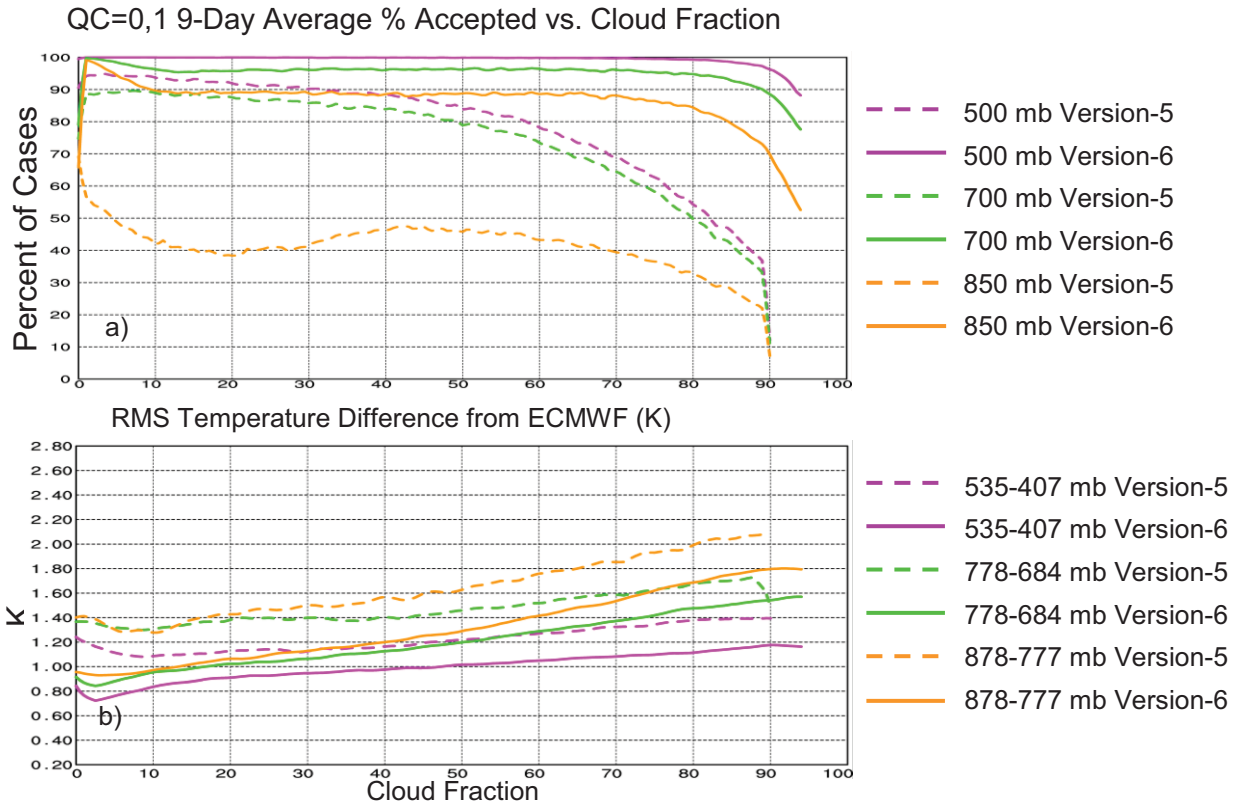 QC=0,1 9-Day Average % Accepted vs. Cloud Fraction
Percent of Cases
100
90
80
70
60
50
40
30
20
10
0
a)
0 10 20 30 40 50 60 70 80 90 100
500 mb Version-5
500 mb Version-6
700 mb Version-5
700 mb Version-6
850 mb Version-5
850 mb Version-6
RMS Temperature Difference from ECMWF (K)
K
2.80
2.60
2.40
2.20
2.00
1.80
1.60
1.40
1.20
1.00
0.80
0.60
0.40
0.20
b)
0 10 20 30 40 50 60 70 80 90 100
Cloud Fraction
535-407 mb Version-5
535-407 mb Version-6
778-684 mb Version-5
778-684 mb Version-6
878-777 mb Version-5
878-777 mb Version-6